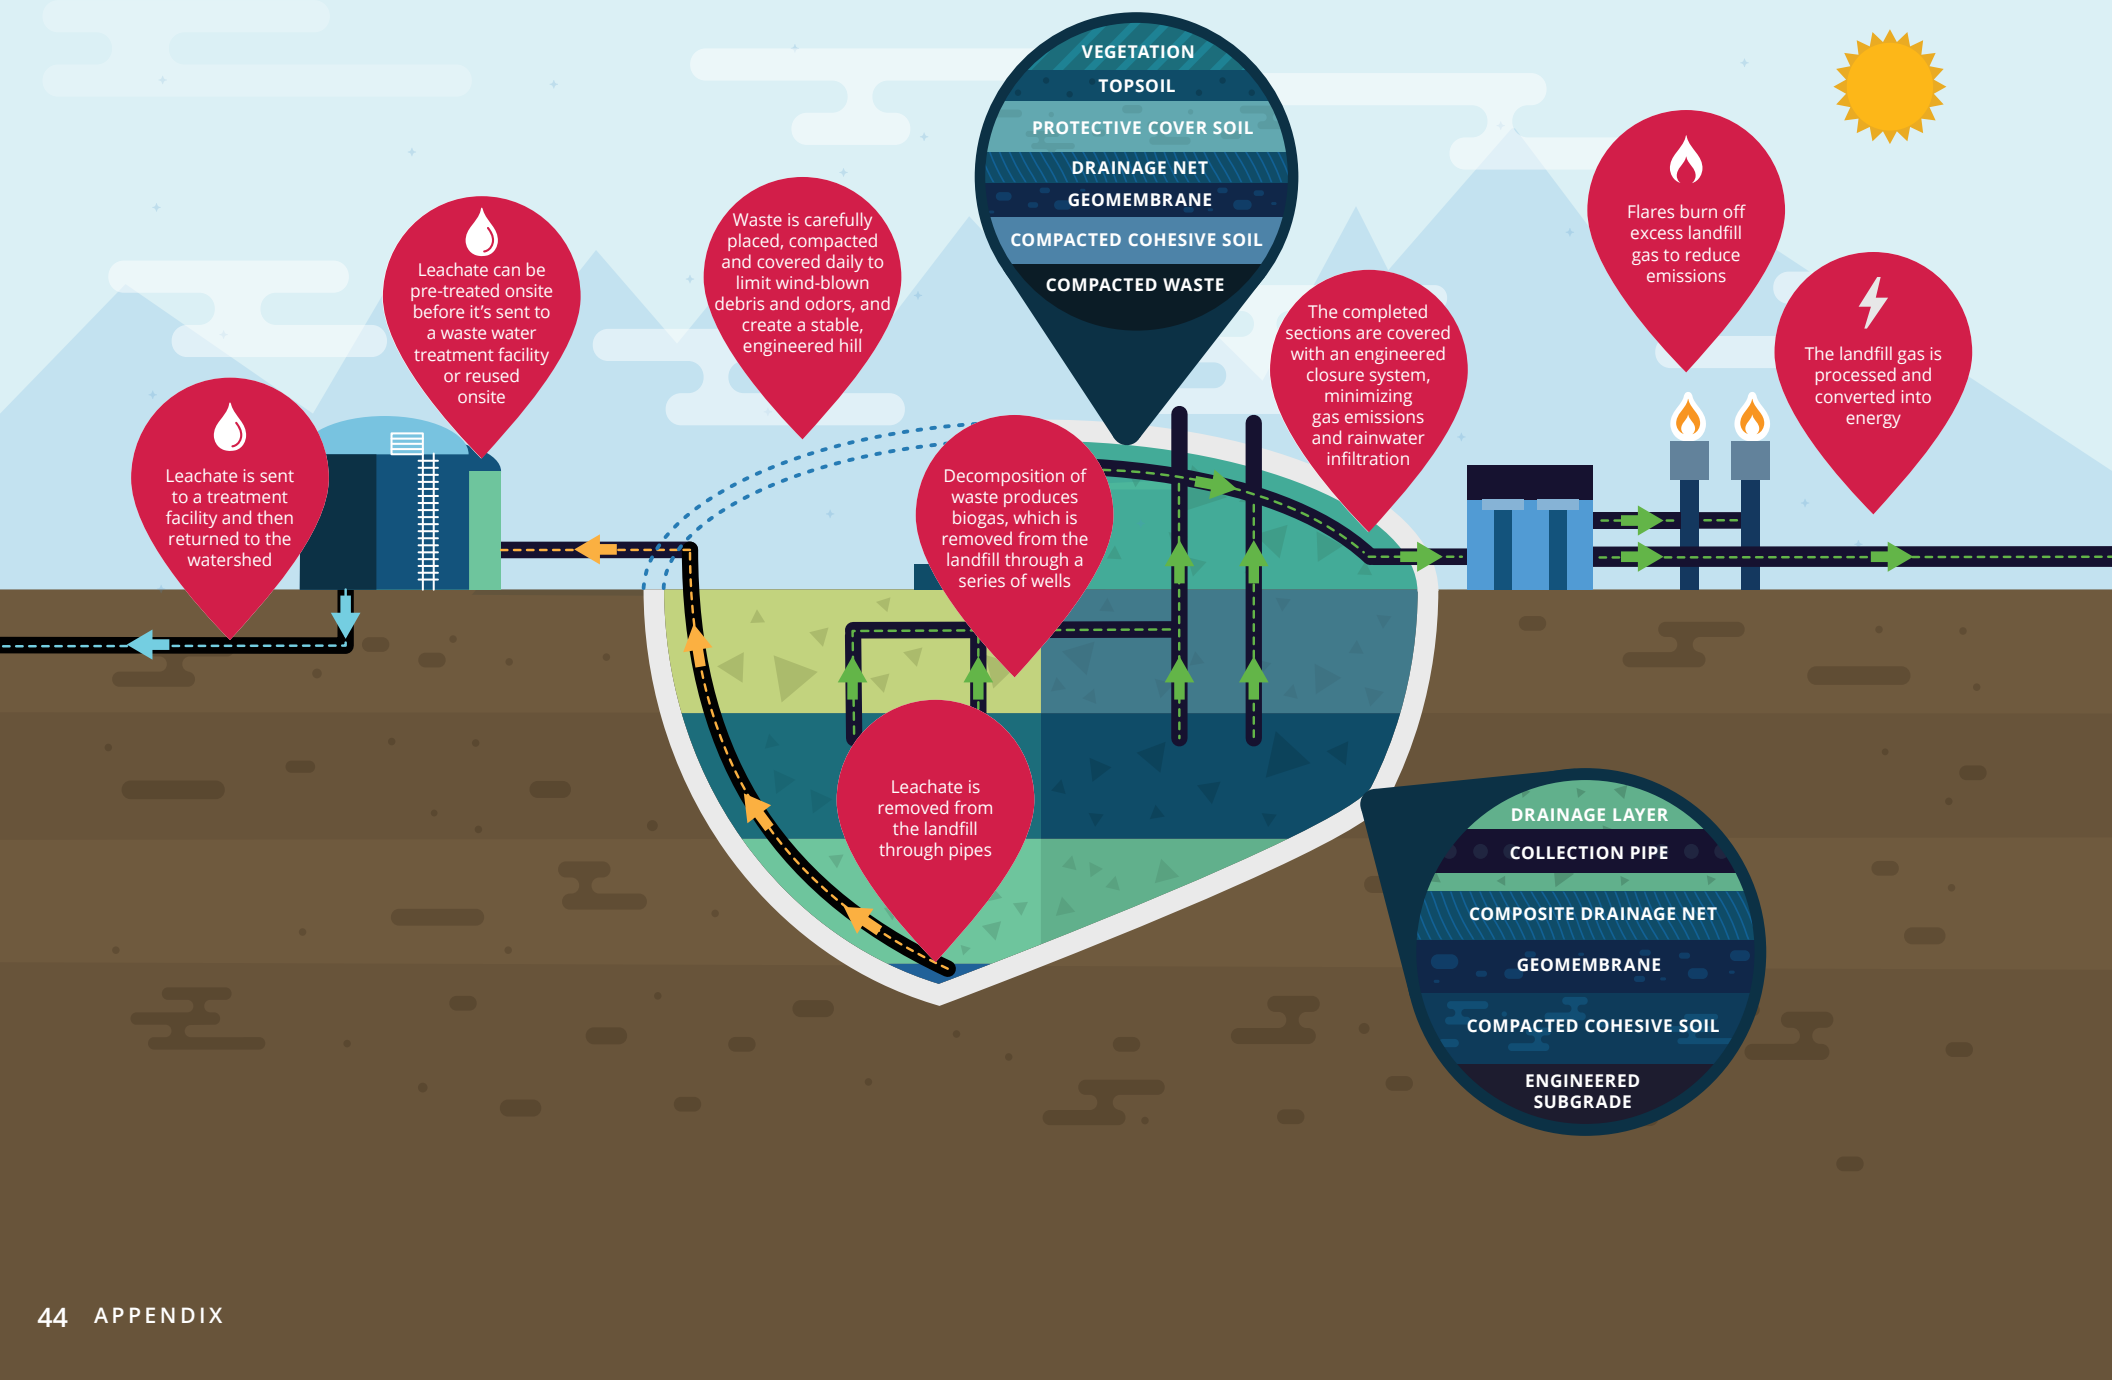 VEGETATION
TOPSOIL
PROTECTIVE COVER SOIL
DRAINAGE NET
GEOMEMBRANE
COMPACTED COHESIVE SOIL
COMPACTED WASTE
Leachate is sent
to a treatment
facility and then
returned to the
watershed
Leachate can be
pre-treated onsite
before it’s sent to
a waste water
treatment facility
or reused
onsite
Waste is carefully
placed, compacted
and covered daily to
limit wind-blown
debris and odors, and
create a stable,
engineered hill
Decomposition of
waste produces
biogas, which is
removed from the
landfill through a
series of wells
The completed
sections are covered
with an engineered
closure system,
minimizing
gas emissions
and rainwater
infiltration
Flares burn off
excess landfill
gas to reduce
emissions
The landfill gas is
processed and
converted into
energy
Leachate is
removed from
the landfill
through pipes
DRAINAGE LAYER
COLLECTION PIPE
COMPOSITE DRAINAGE NET
GEOMEMBRANE
COMPACTED COHESIVE SOIL
ENGINEERED
SUBGRADE
44 APPENDIX